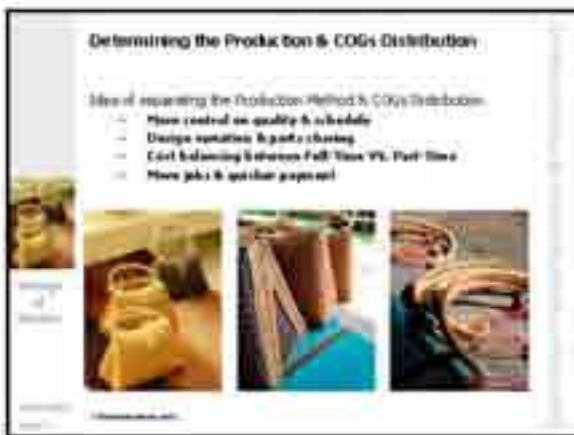 Determining the Production & COGs Distribution
Idea of separating the Production Method & COGs Distribution
– More control on quality & schedule
– Design variation & parts sharing
– Cost balancing between Full-Time VS. Part-Time
– More jobs & quicker payment